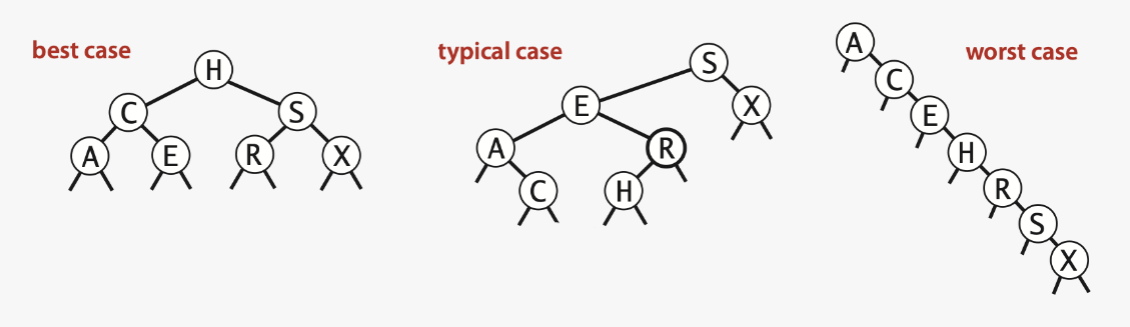 best case
H
C S
A E R X
typical case
S
E X
A R
C H
worst case
A
C
E
H
R
S
X